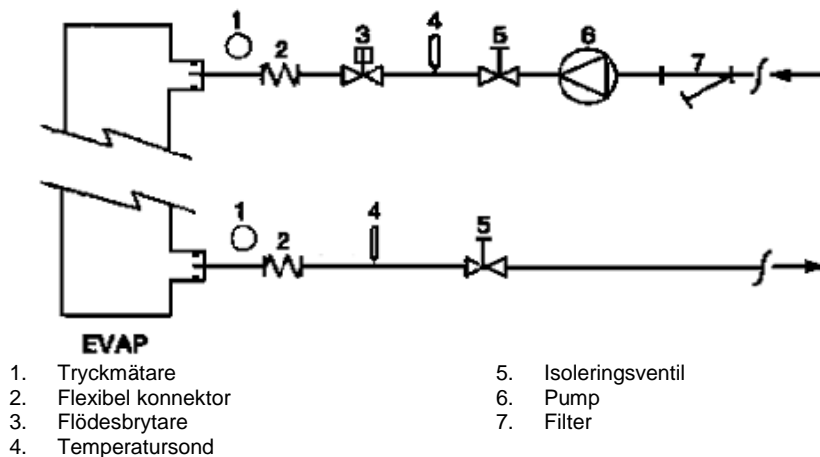 1 2 3 4 5 6 7
1 2 4 5
EVAP
1. Tryckmätare
2. Flexibel konnektor
3. Flödesbrytare
4. Temperatursond
5. Isoleringsventil
6. Pump
7. Filter